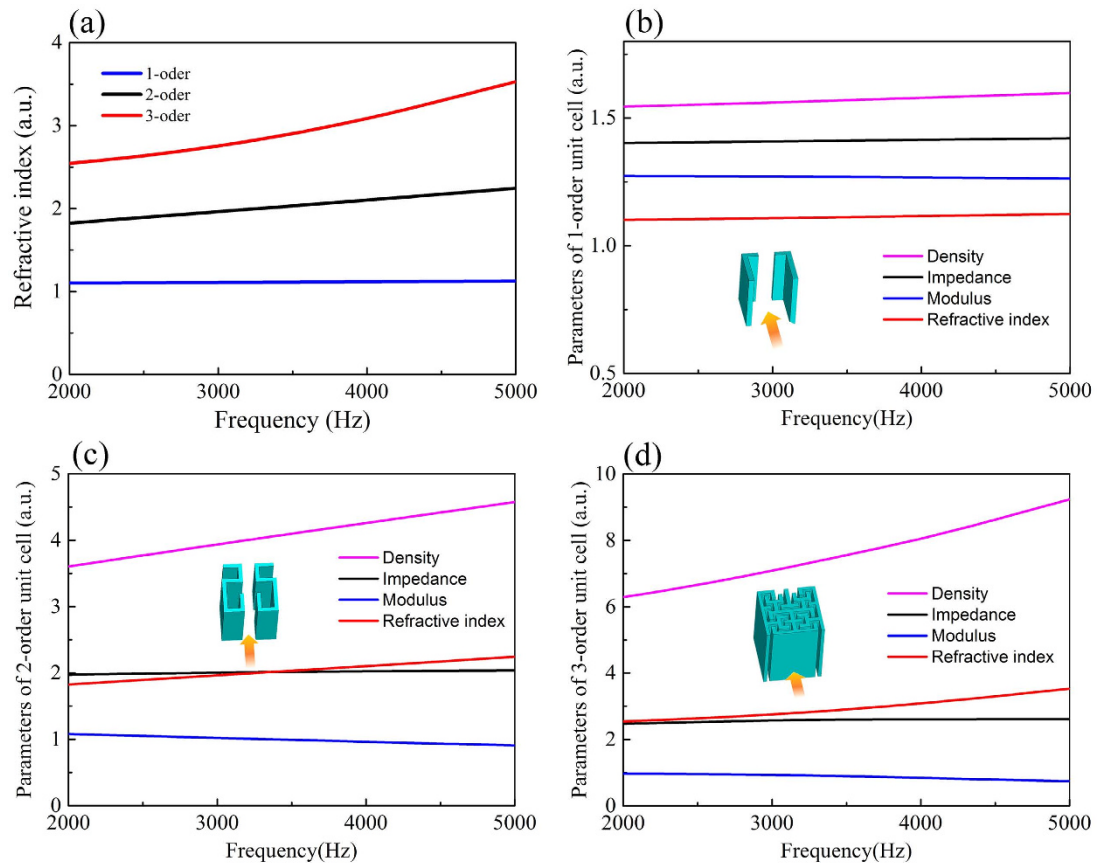 (a)
Refractive index (a.u.)
4
3
2
1
0
1-oder
2-oder
3-oder
2000 3000 4000 5000
Frequency (Hz)
(b)
Parameters of 1-order unit cell (a.u.)
1.5
1.0
0.5
Density
Impedance
Modulus
Refractive index
2000 3000 4000 5000
Frequency(Hz)
(c)
Parameters of 2-order unit cell (a.u.)
5
4
3
2
1
0
Density
Impedance
Modulus
Refractive index
2000 3000 4000 5000
Frequency(Hz)
(d)
Parameters of 3-order unit cell (a.u.)
10
8
6
4
2
0
Density
Impedance
Modulus
Refractive index
2000 3000 4000 5000
Frequency(Hz)